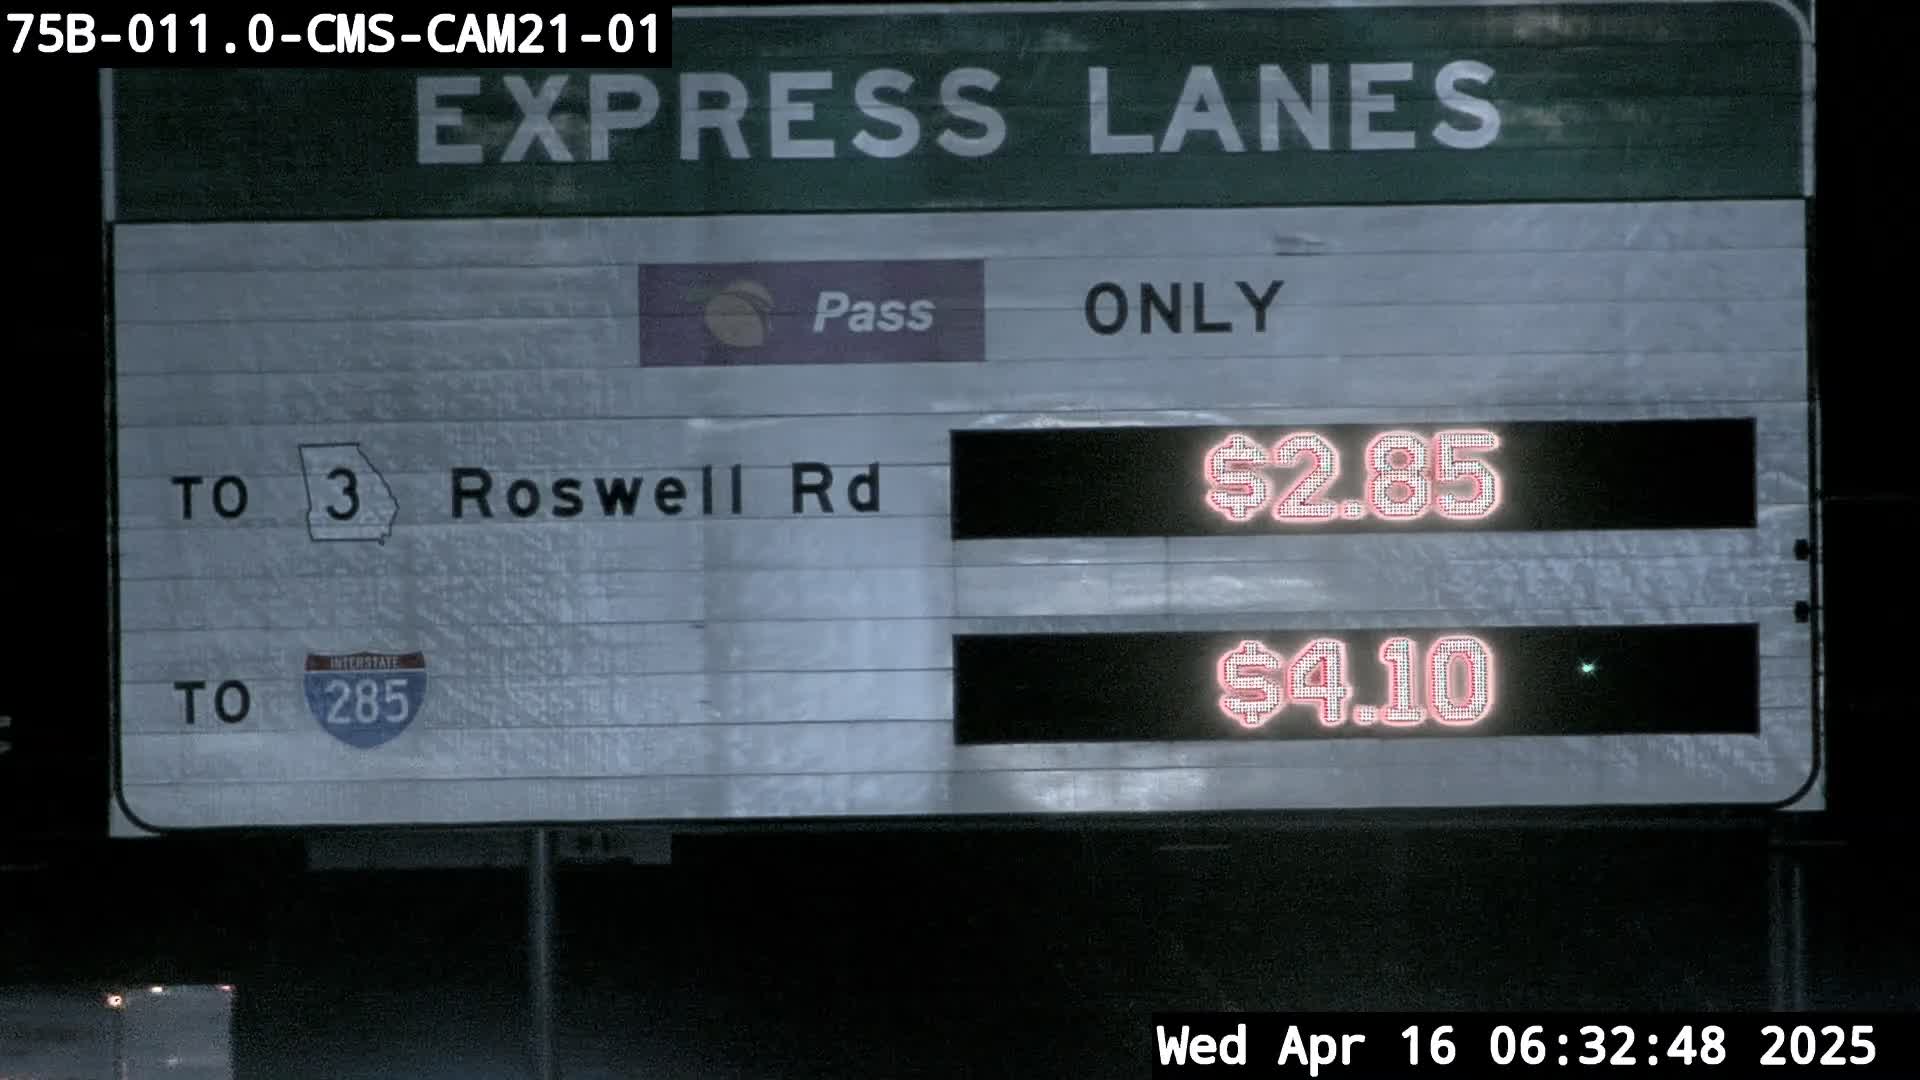 75B-011.0-CMS-CAM21-01
EXPRESS LANES
Pass ONLY
TO 3 Roswell Rd $2.85
INTERSTATE
TO 285 $4.10
Wed Apr 16 06:32:48 2025